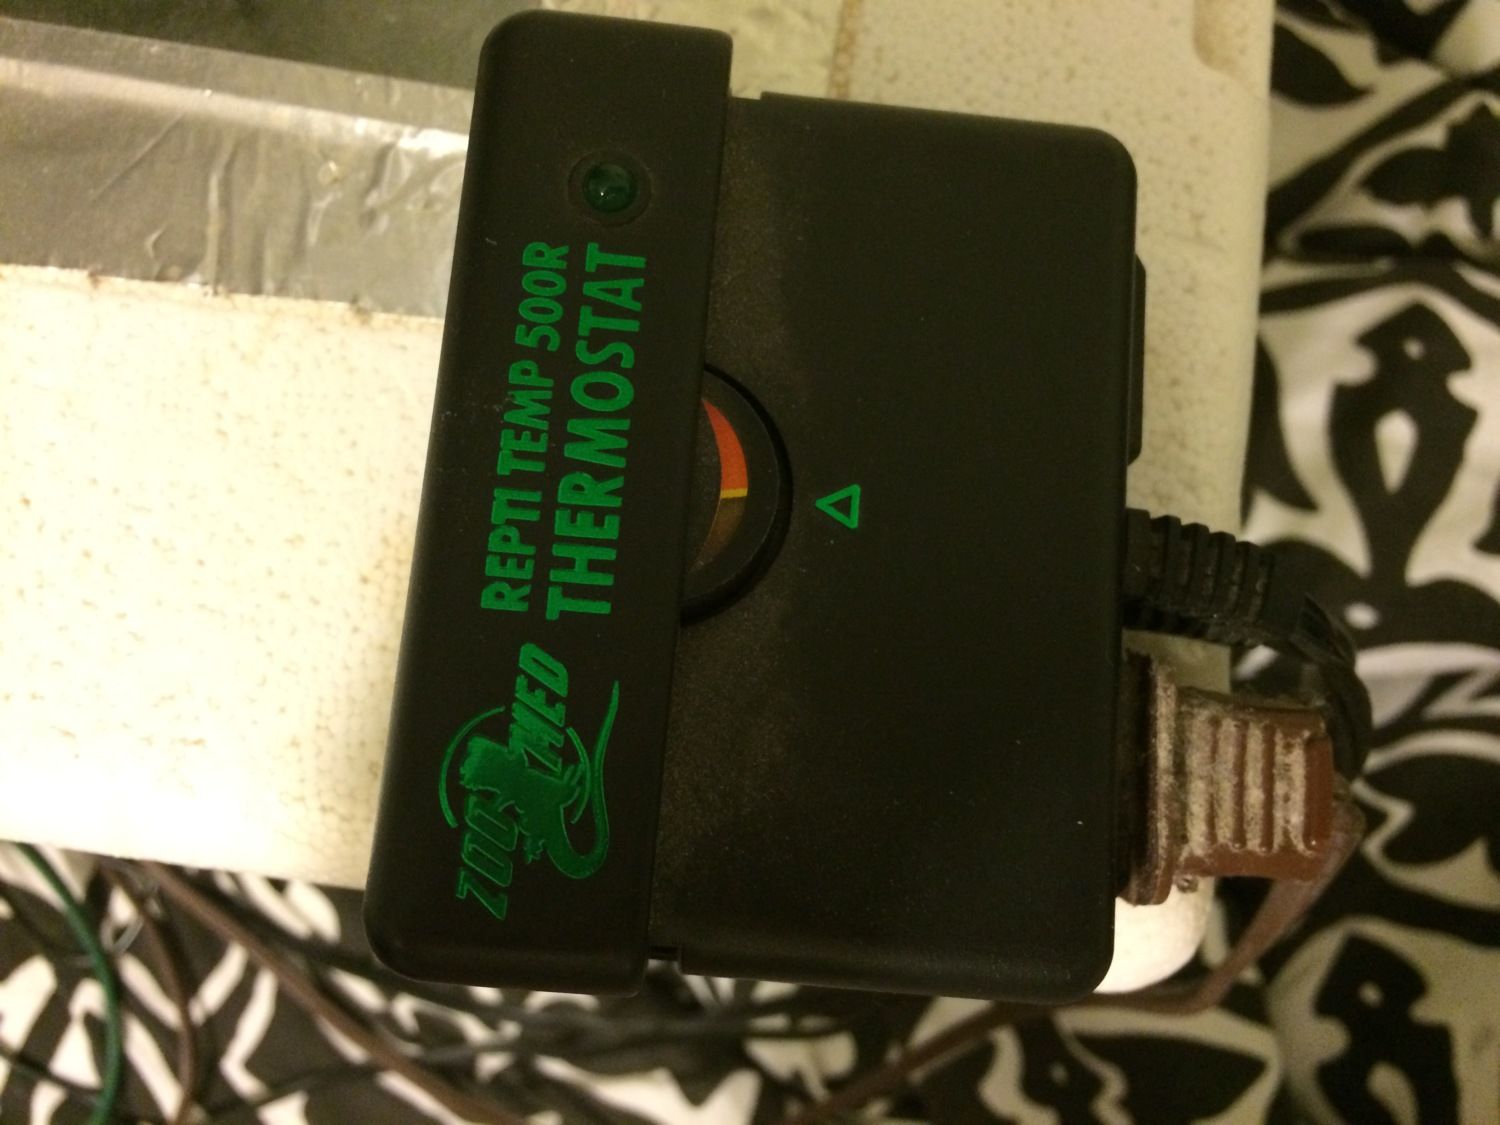 ZOO MED
REPTI TEMP 500R
THERMOSTAT